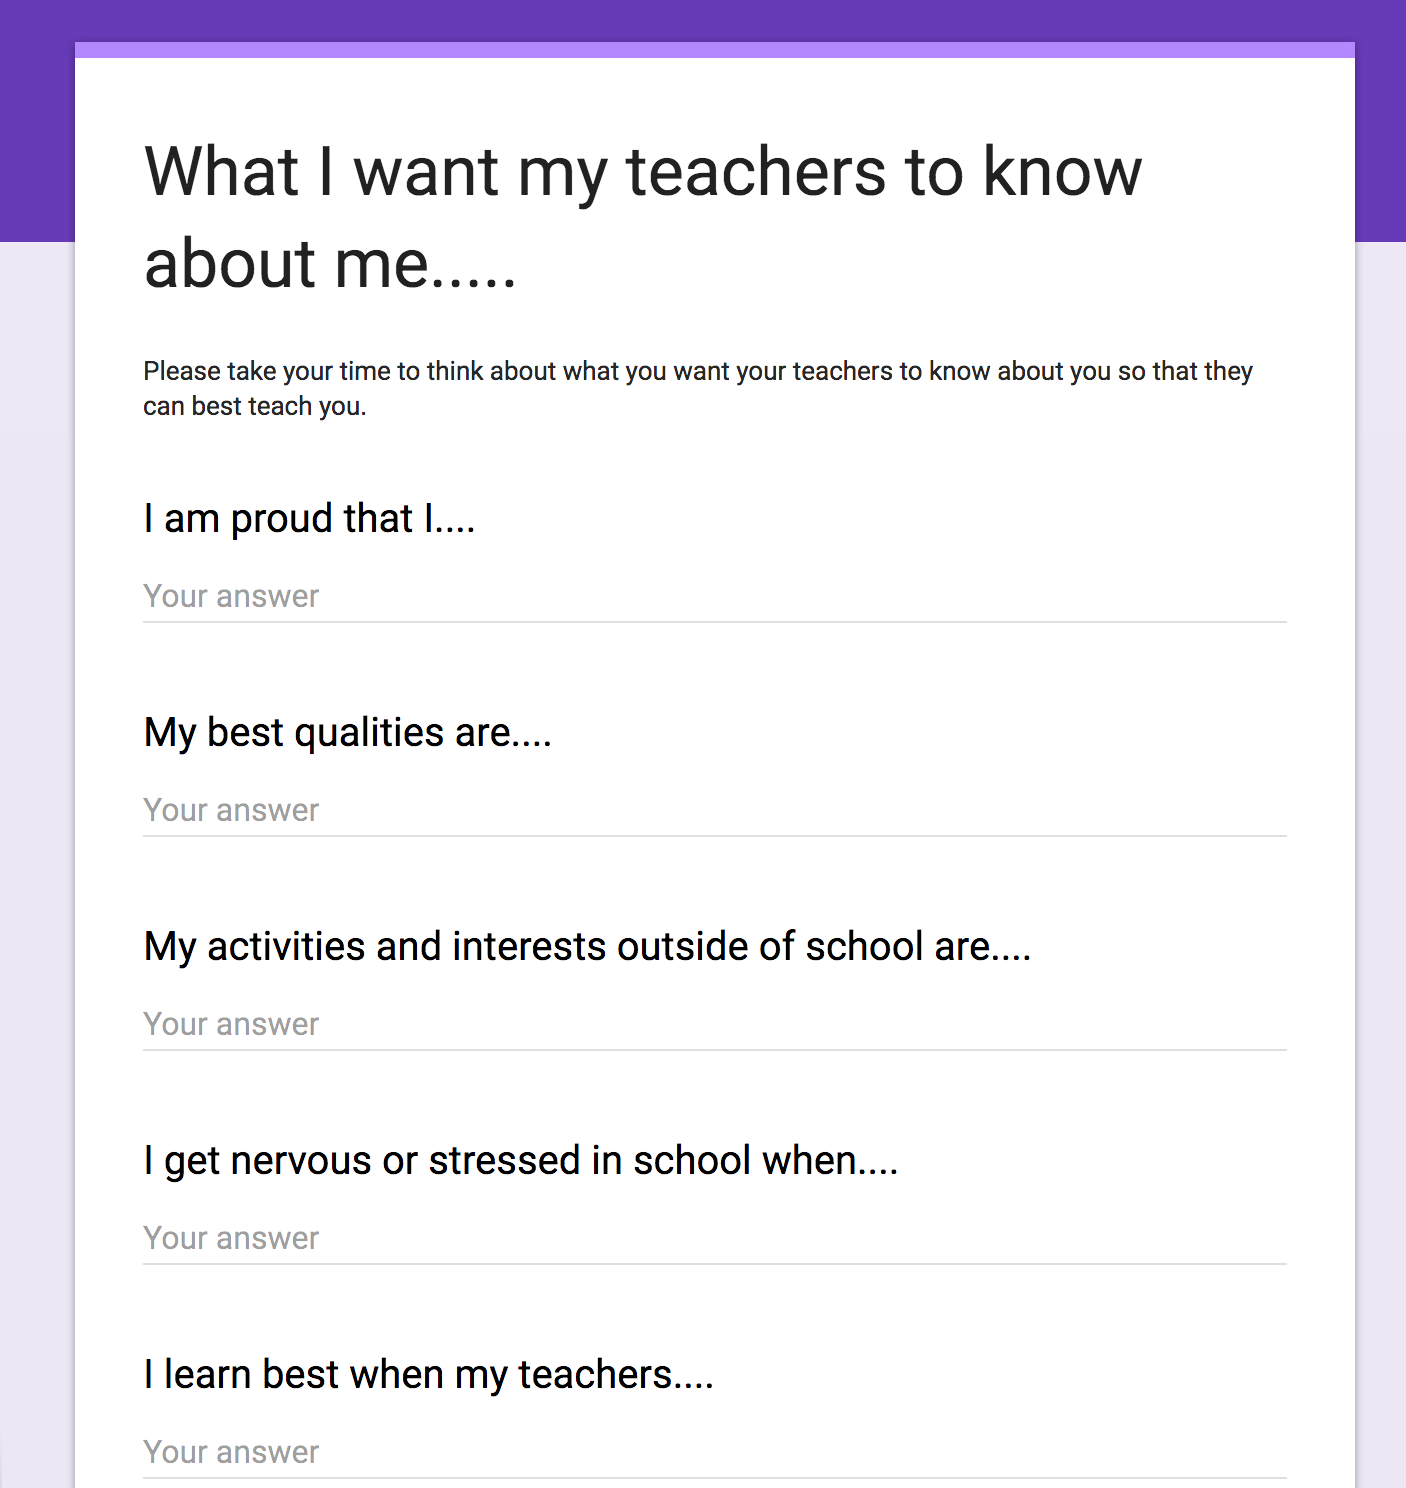 What I want my teachers to know
about me.....
Please take your time to think about what you want your teachers to know about you so that they
can best teach you.
I am proud that I....
Your answer
My best qualities are....
Your answer
My activities and interests outside of school are....
Your answer
I get nervous or stressed in school when....
Your answer
I learn best when my teachers....
Your answer